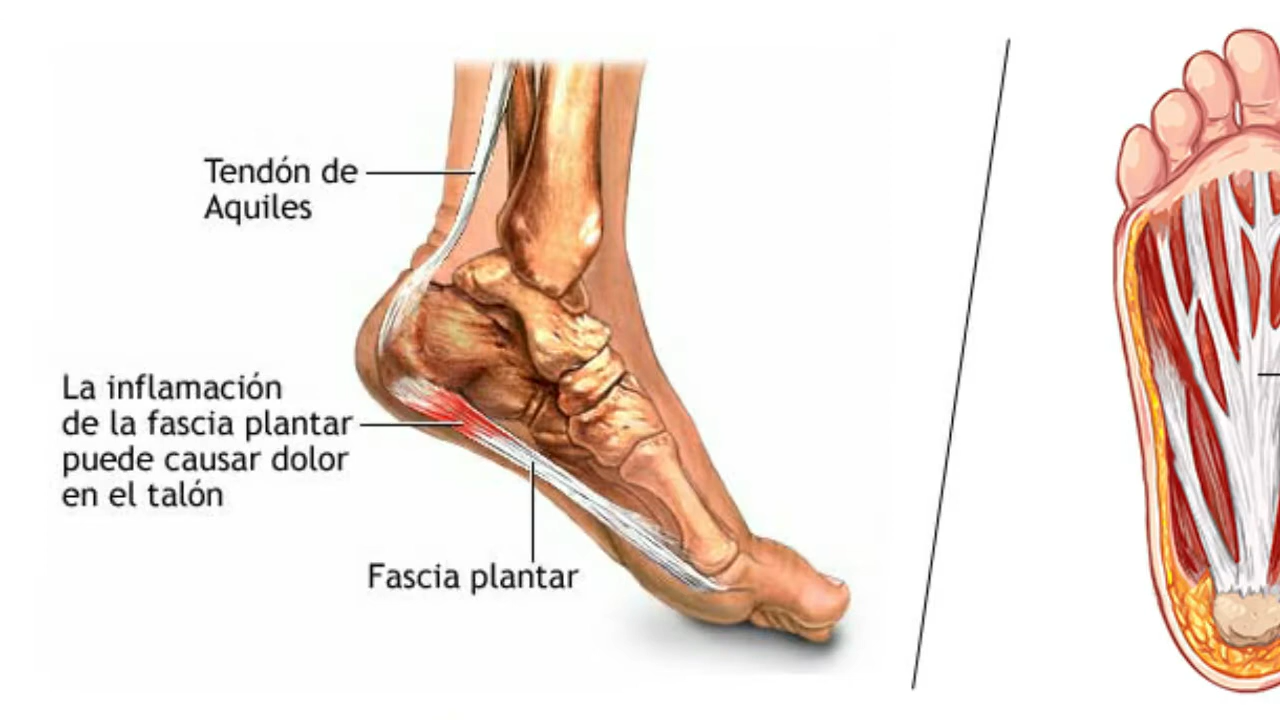 Tendón de
Aquiles
La inflamación
de la fascia plantar
puede causar dolor
en el talón
Fascia plantar